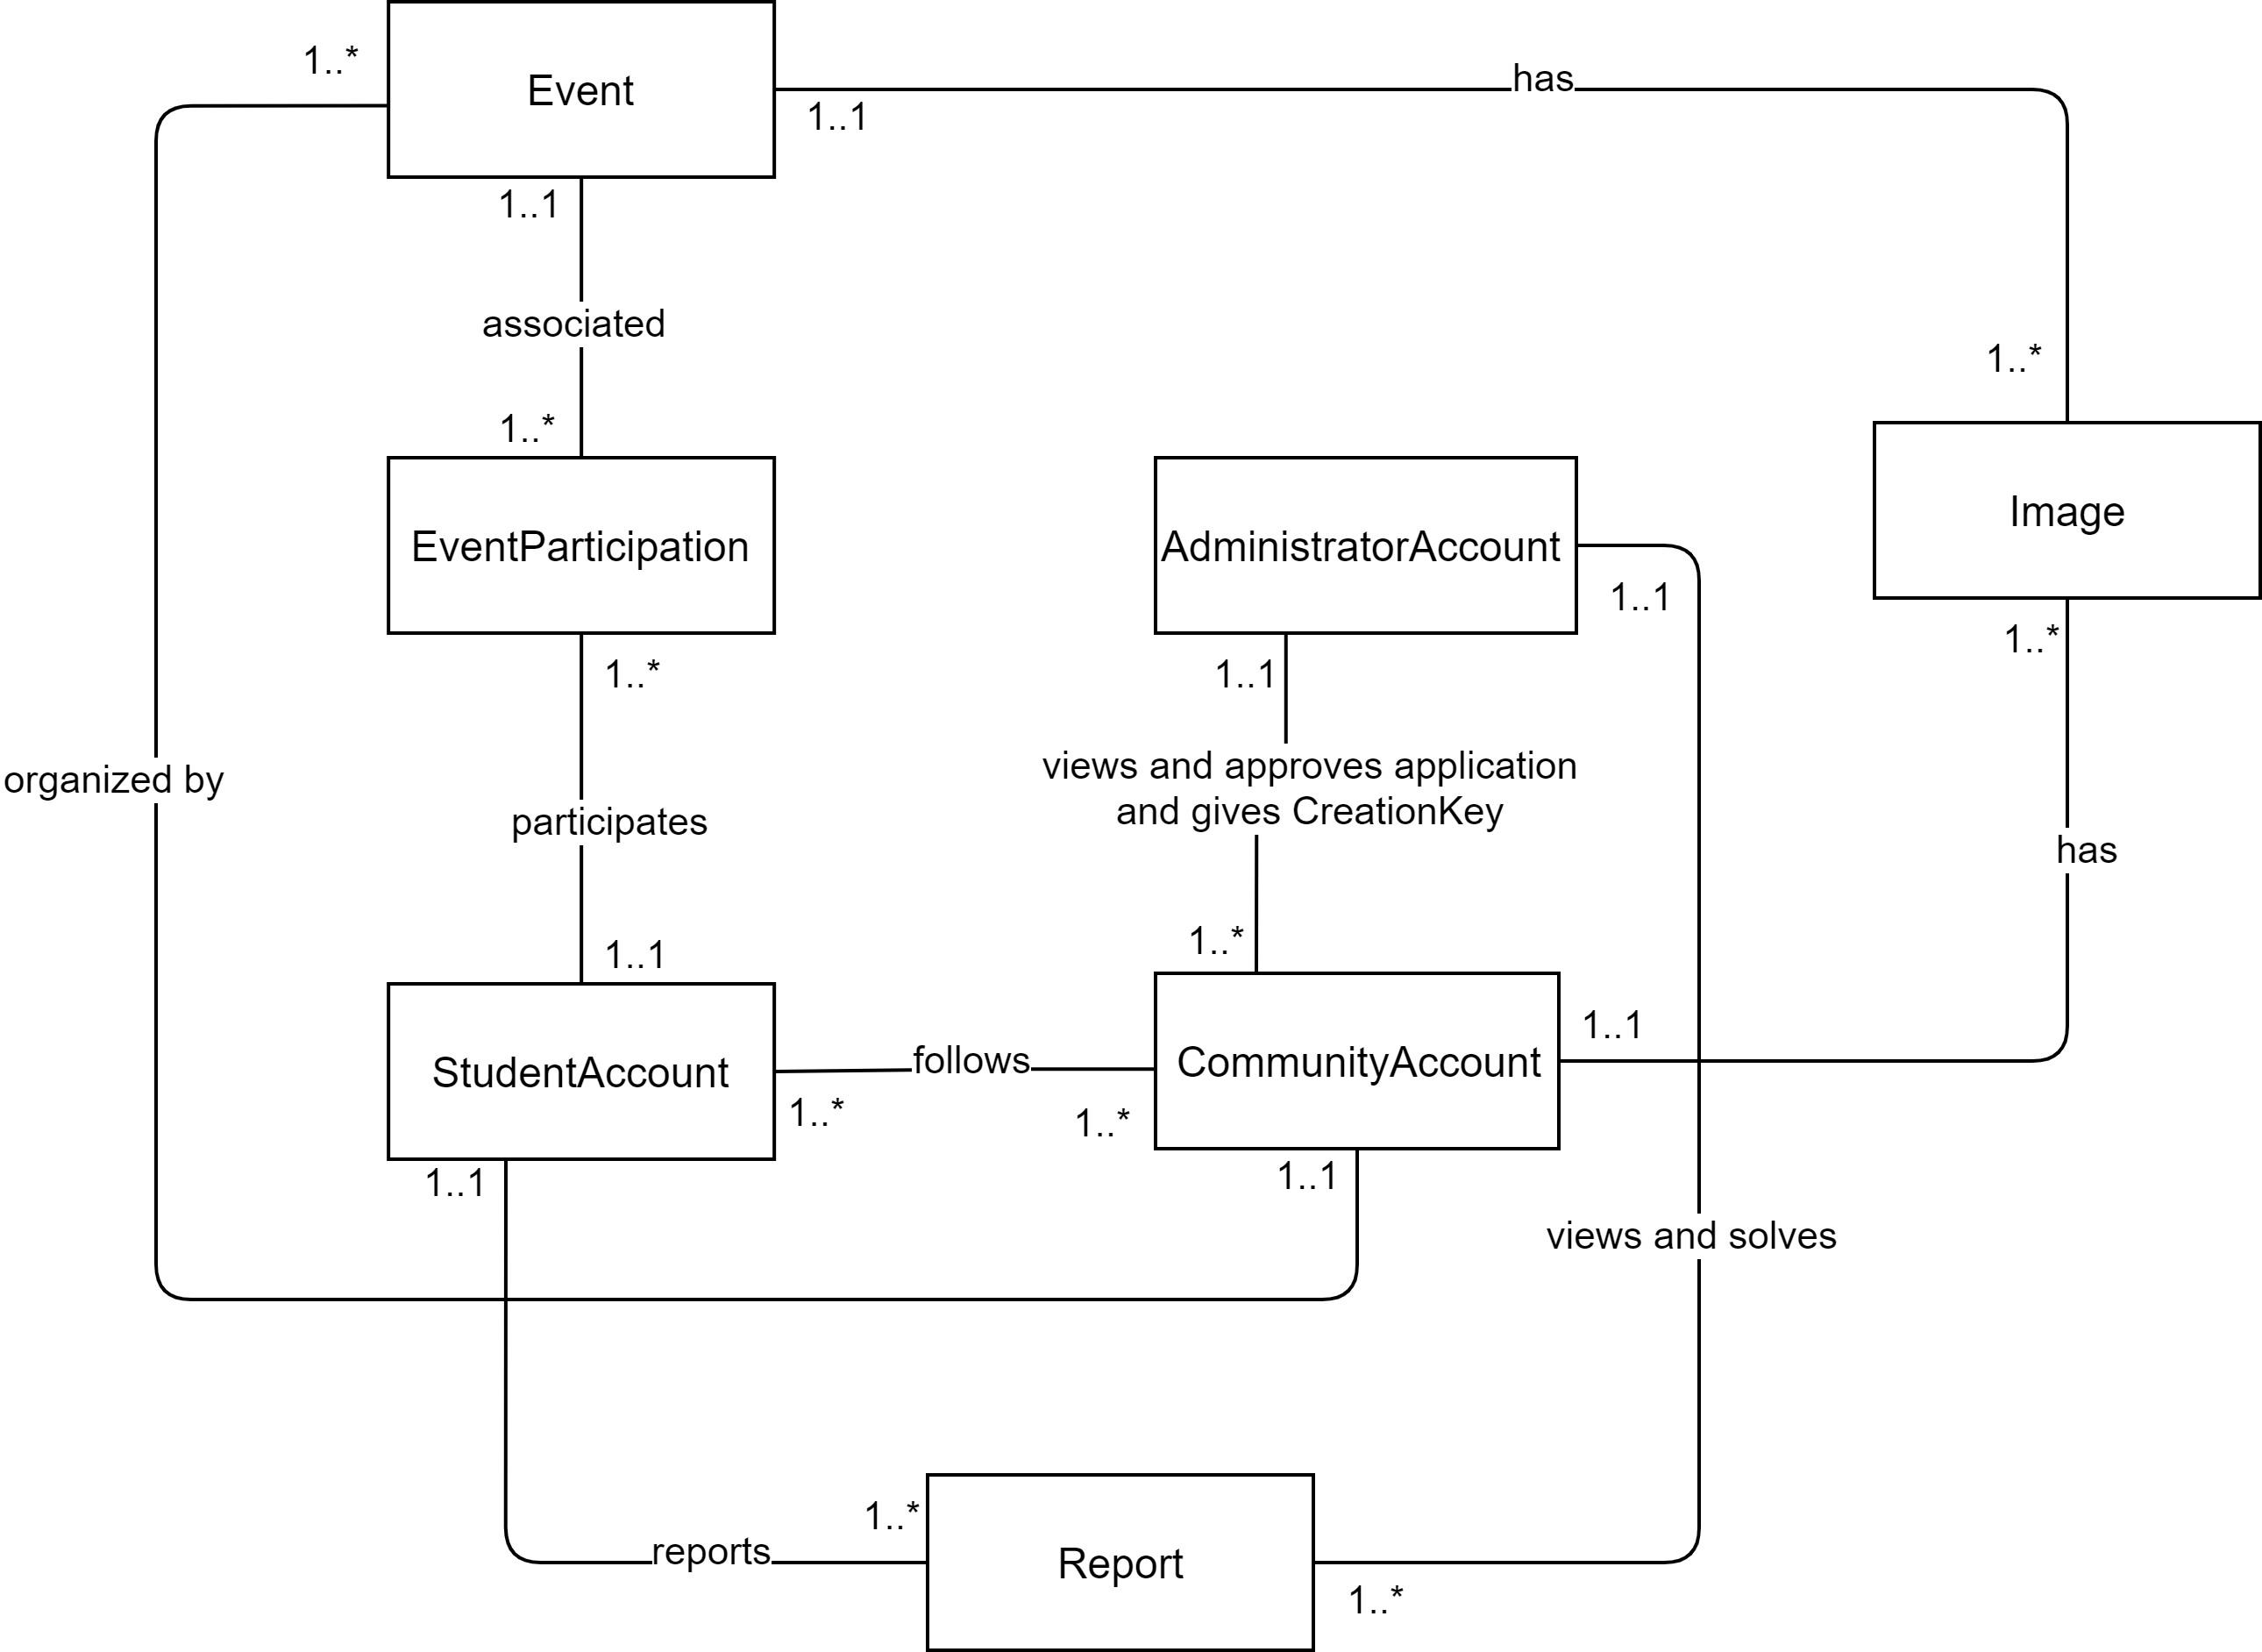 1..*
Event
has
1..1
1..1
associated
1..*
1..*
EventParticipation
AdministratorAccount
Image
1..1
1..*
1..*
1..1
organized by
views and approves application
and gives CreationKey
participates
has
1..*
1..1
1..1
StudentAccount
follows
CommunityAccount
1..*
1..*
1..1
1..1
views and solves
1..*
reports
Report
1..*